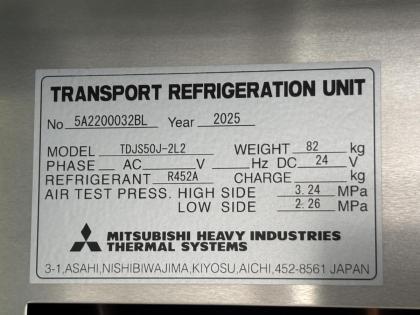 TRANSPORT REFRIGERATION UNIT
No 5A2200032BL Year 2025
MODEL TDJS50J-2L2 WEIGHT 82 kg
PHASE AC V Hz DC 24 V
REFRIGERANT R452A CHARGE kg
AIR TEST PRESS. HIGH SIDE 3.24 MPa
LOW SIDE 2.26 MPa
MITSUBISHI HEAVY INDUSTRIES
THERMAL SYSTEMS
3-1,ASAHI,NISHIBIWAJIMA,KIYOSU,AICHI,452-8561 JAPAN